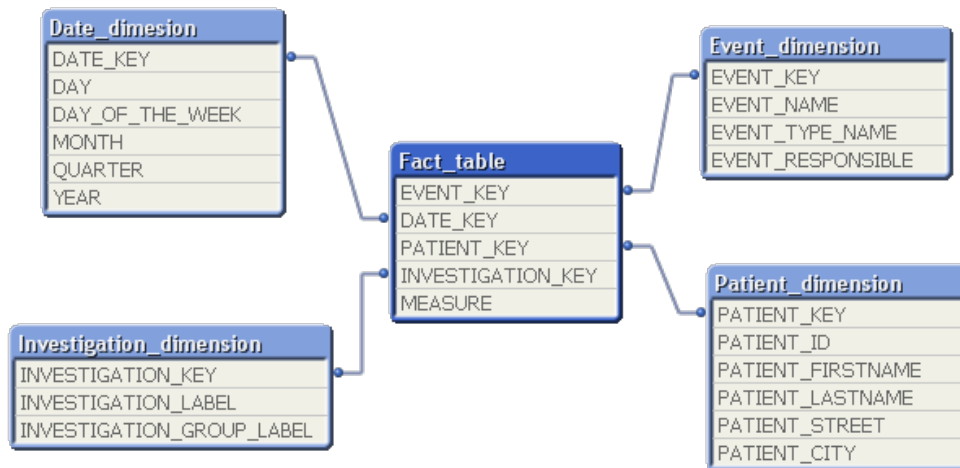 Date_dimesion
DATE_KEY
DAY
DAY_OF_THE_WEEK
MONTH
QUARTER
YEAR
Event_dimension
EVENT_KEY
EVENT_NAME
EVENT_TYPE_NAME
EVENT_RESPONSIBLE
Fact_table
EVENT_KEY
DATE_KEY
PATIENT_KEY
INVESTIGATION_KEY
MEASURE
Investigation_dimension
INVESTIGATION_KEY
INVESTIGATION_LABEL
INVESTIGATION_GROUP_LABEL
Patient_dimension
PATIENT_KEY
PATIENT_ID
PATIENT_FIRSTNAME
PATIENT_LASTNAME
PATIENT_STREET
PATIENT_CITY